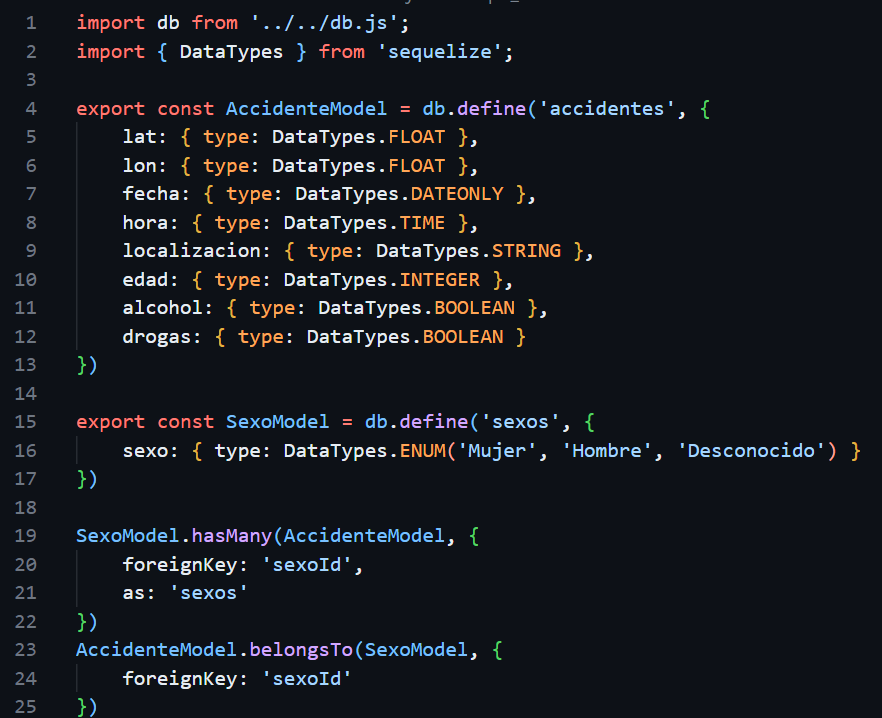 1 import db from '../../db.js';
2 import { DataTypes } from 'sequelize';
3
4 export const AccidenteModel = db.define('accidentes', {
5     lat: { type: DataTypes.FLOAT },
6     lon: { type: DataTypes.FLOAT },
7     fecha: { type: DataTypes.DATEONLY },
8     hora: { type: DataTypes.TIME },
9     localizacion: { type: DataTypes.STRING },
10     edad: { type: DataTypes.INTEGER },
11     alcohol: { type: DataTypes.BOOLEAN },
12     drogas: { type: DataTypes.BOOLEAN }
13 })
14
15 export const SexoModel = db.define('sexos', {
16     sexo: { type: DataTypes.ENUM('Mujer', 'Hombre', 'Desconocido') }
17 })
18
19 SexoModel.hasMany(AccidenteModel, {
20     foreignKey: 'sexoId',
21     as: 'sexos'
22 })
23 AccidenteModel.belongsTo(SexoModel, {
24     foreignKey: 'sexoId'
25 })